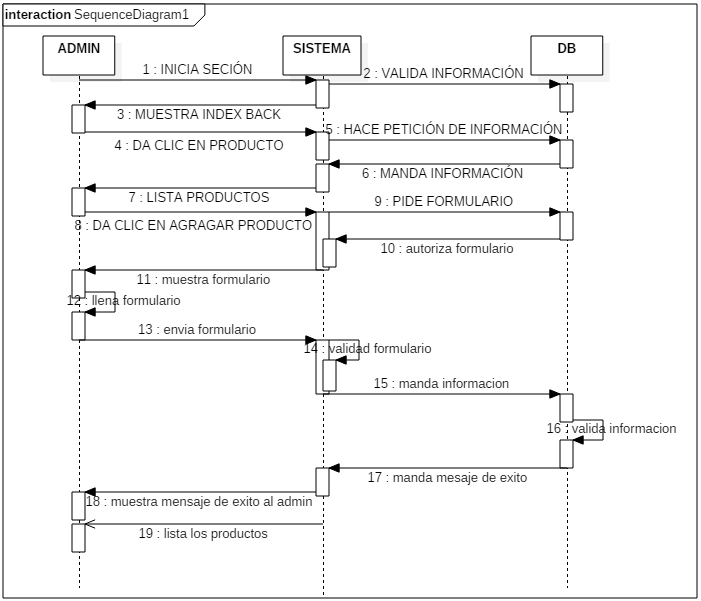 interaction SequenceDiagram1
ADMIN
SISTEMA
DB
1 : INICIA SECIÓN
2 : VALIDA INFORMACIÓN
3 : MUESTRA INDEX BACK
4 : DA CLIC EN PRODUCTO
5 : HACE PETICIÓN DE INFORMACIÓN
6 : MANDA INFORMACIÓN
7 : LISTA PRODUCTOS
8 : DA CLIC EN AGRAGAR PRODUCTO
9 : PIDE FORMULARIO
10 : autoriza formulario
11 : muestra formulario
12 : llena formulario
13 : envia formulario
14 : validad formulario
15 : manda informacion
16 : valida informacion
17 : manda mesaje de exito
18 : muestra mensaje de exito al admin
19 : lista los productos